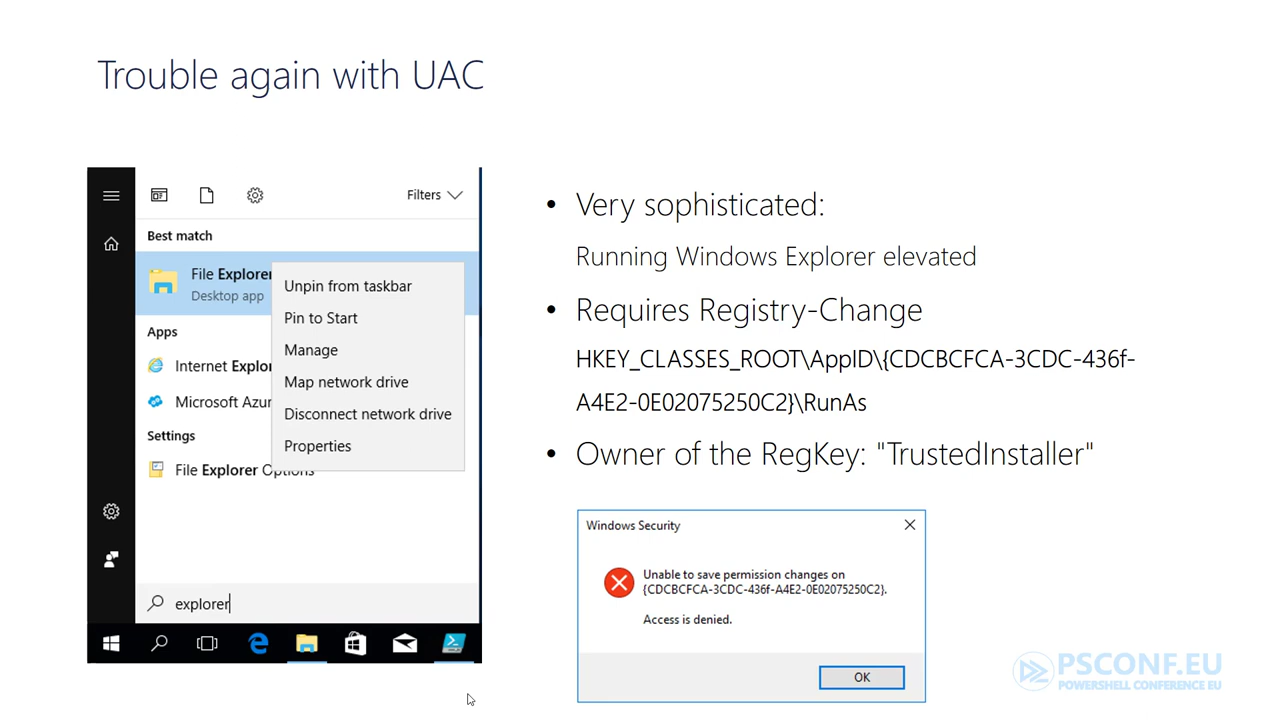 Trouble again with UAC
Filters
Best match
File Explorer
Desktop app
Apps
Internet Explo
Microsoft Azu
Settings
File Explorer Options
Unpin from taskbar
Pin to Start
Manage
Map network drive
Disconnect network drive
Properties
explorer
• Very sophisticated:
Running Windows Explorer elevated
• Requires Registry-Change
HKEY_CLASSES_ROOT\AppID\{CDCBCFCA-3CDC-436f-
A4E2-0E02075250C2}\RunAs
• Owner of the RegKey: "TrustedInstaller"
Windows Security
Unable to save permission changes on
{CDCBCFCA-3CDC-436f-A4E2-0E02075250C2}.
Access is denied.
OK
PSCONF.EU
POWERSHELL CONFERENCE EU